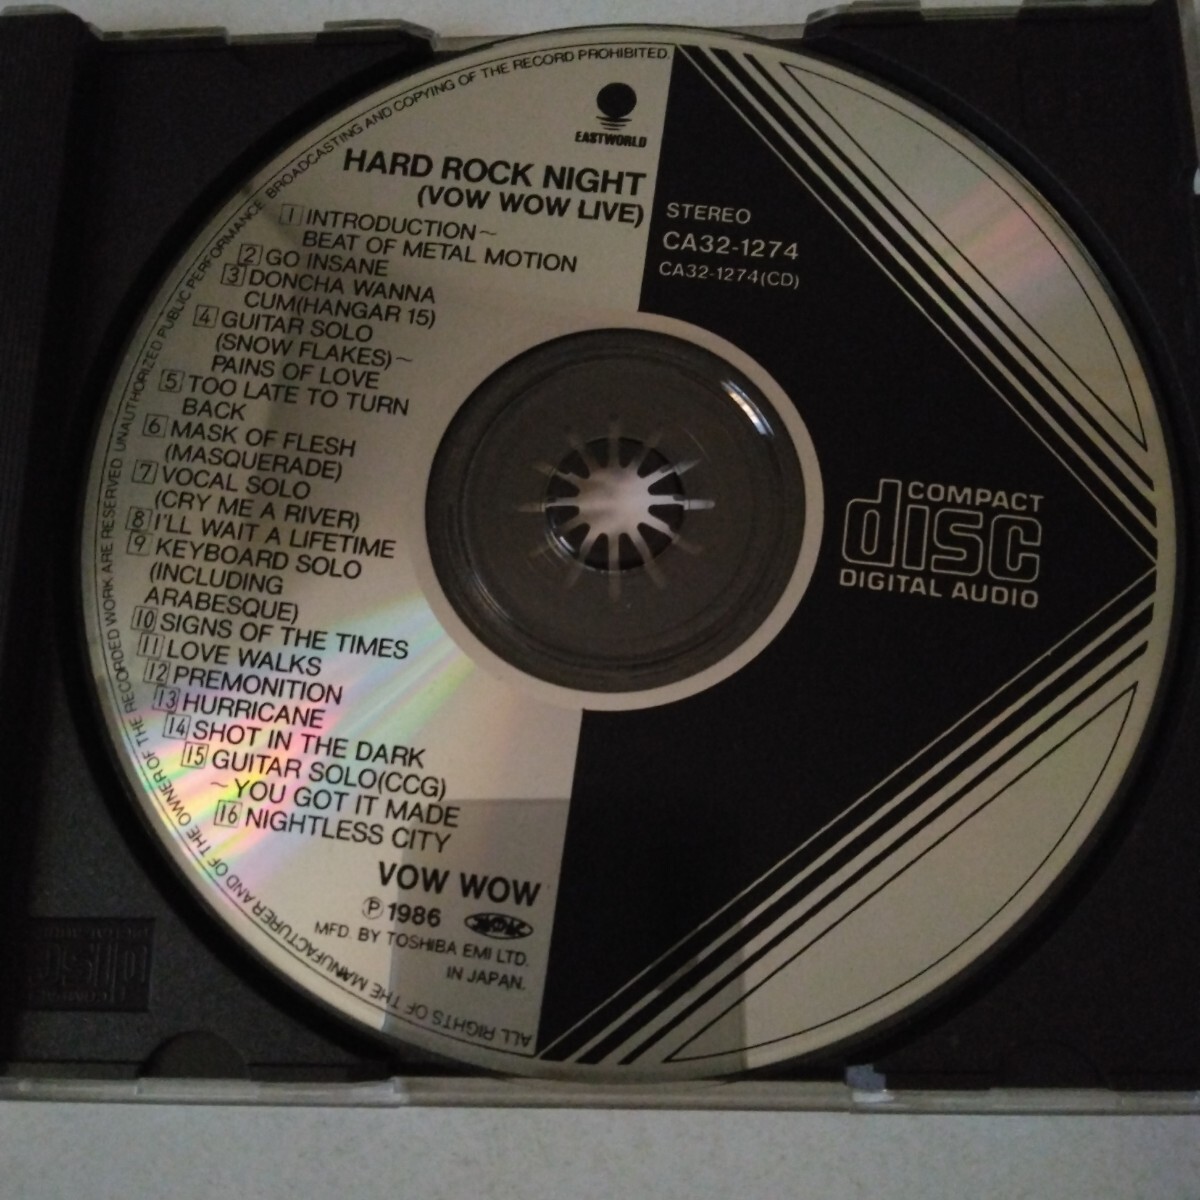 UNAUTHORIZED PUBLIC PERFORMANCE BROADCASTING AND COPYING OF THE RECORD PROHIBITED.
EASTWORLD
HARD ROCK NIGHT
(VOW WOW LIVE)
1 INTRODUCTION~
BEAT OF METAL MOTION
2 GO INSANE
3 DONCHA WANNA
CUM(HANGAR 15)
4 GUITAR SOLO
(SNOW FLAKES)~
PAINS OF LOVE
5 TOO LATE TO TURN
BACK
6 MASK OF FLESH
(MASQUERADE)
7 VOCAL SOLO
(CRY ME A RIVER)
8 I'LL WAIT A LIFETIME
9 KEYBOARD SOLO
(INCLUDING
ARABESQUE)
10 SIGNS OF THE TIMES
11 LOVE WALKS
12 PREMONITION
13 HURRICANE
14 SHOT IN THE DARK
15 GUITAR SOLO(CCG)
~YOU GOT IT MADE
16 NIGHTLESS CITY
VOW WOW
Ⓟ1986
MFD. BY TOSHIBA EMI LTD.
IN JAPAN.
ALL RIGHTS OF THE MANUFACTURER AND OF THE OWNER OF THE RECORDED WORK ARE RESERVED.
STEREO
CA32-1274
CA32-1274(CD)
COMPACT
disc
DIGITAL AUDIO